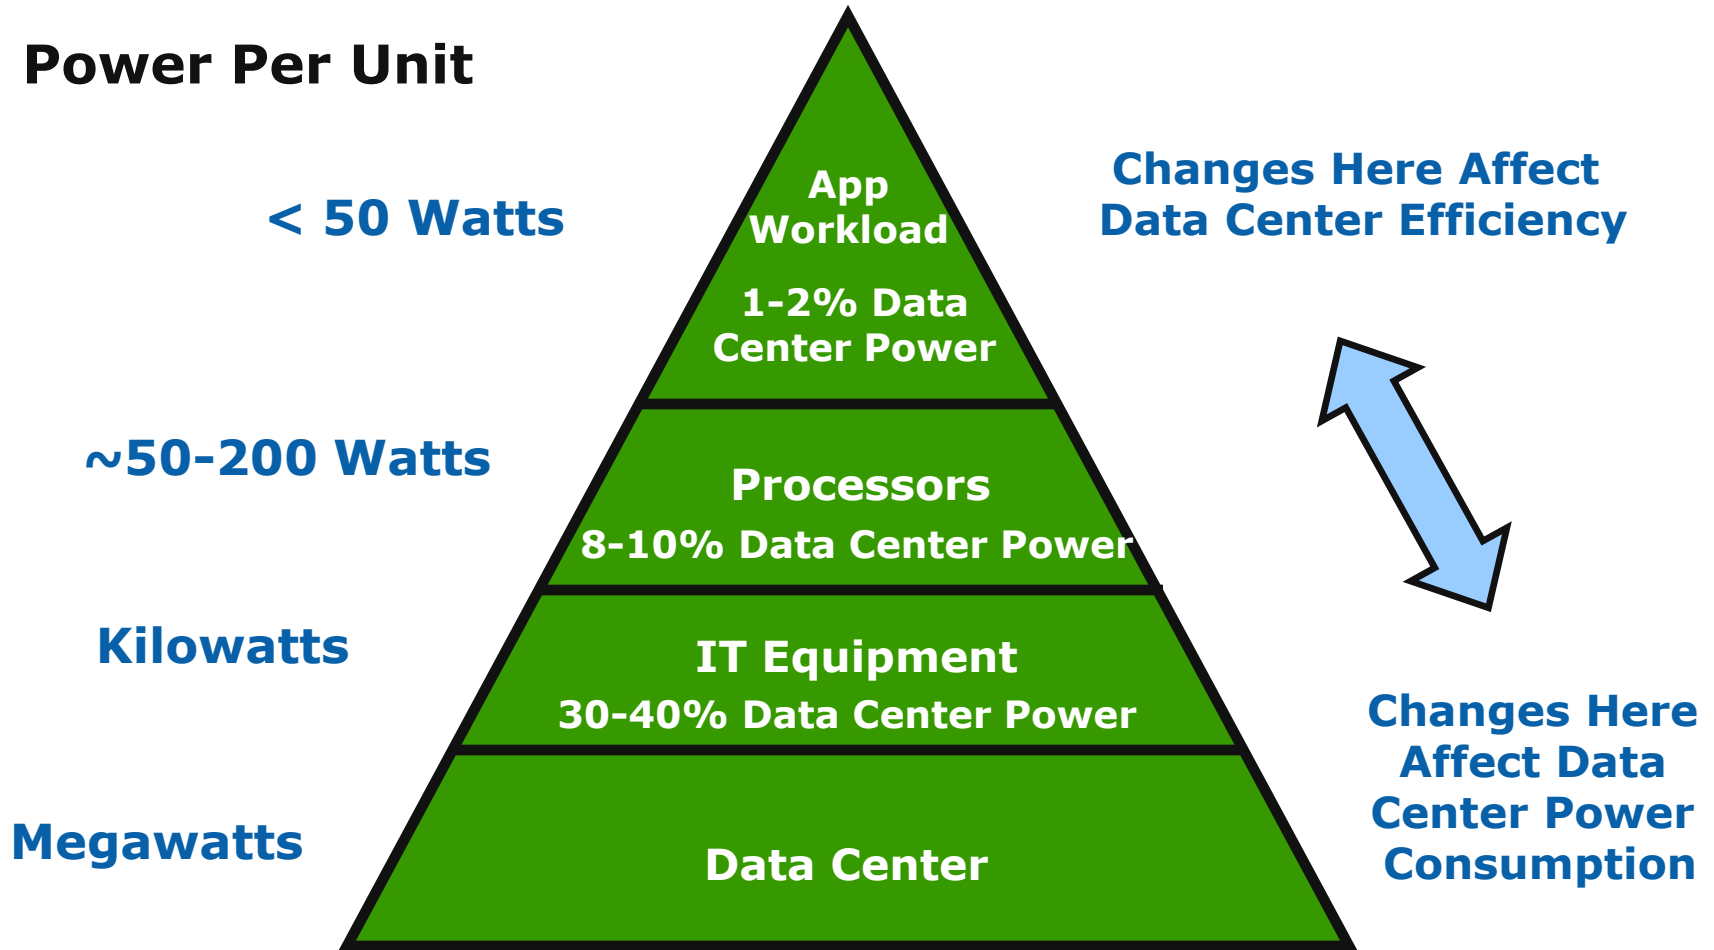 Power Per Unit
< 50 Watts
App
Workload
1-2% Data
Center Power
Changes Here Affect
Data Center Efficiency
~50-200 Watts
Processors
8-10% Data Center Power
Kilowatts
IT Equipment
30-40% Data Center Power
Megawatts
Data Center
Changes Here
Affect Data
Center Power
Consumption